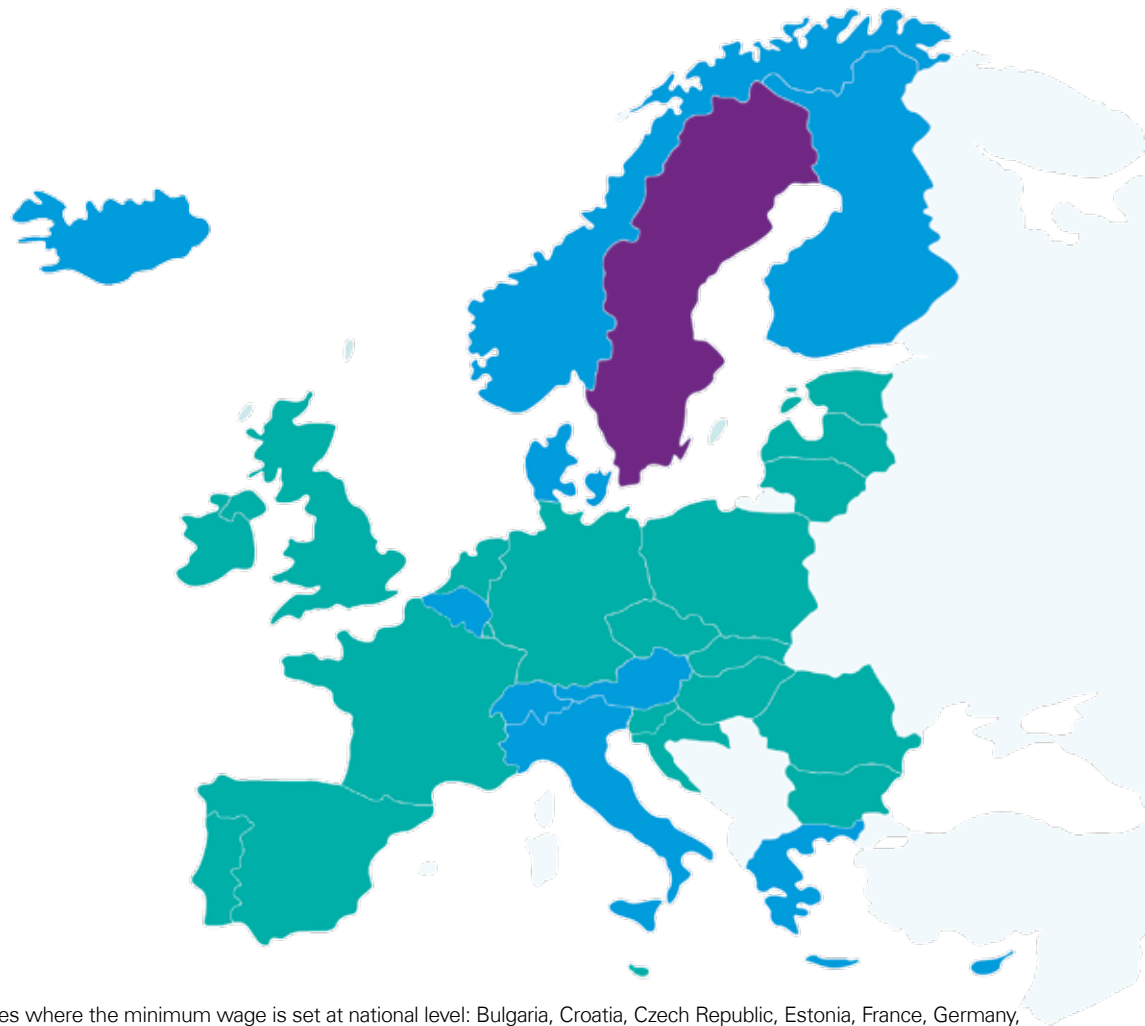 es where the minimum wage is set at national level: Bulgaria, Croatia, Czech Republic, Estonia, France, Germany,